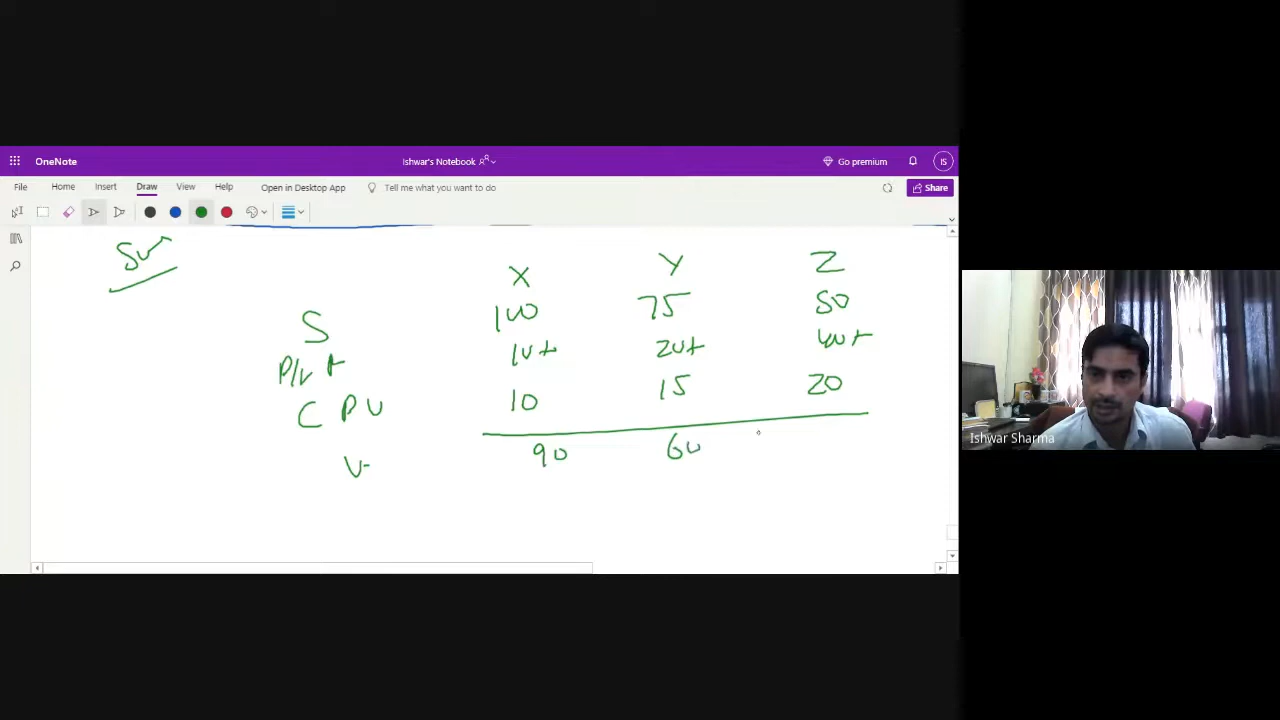 OneNote Ishwar's Notebook Go premium IS
File Home Insert Draw View Help Open in Desktop App Tell me what you want to do Share
X Y Z
S 100 75 50
P/V 10% 20% 40%
C P U 10 15 20
V 90 60
Ishwar Sharma